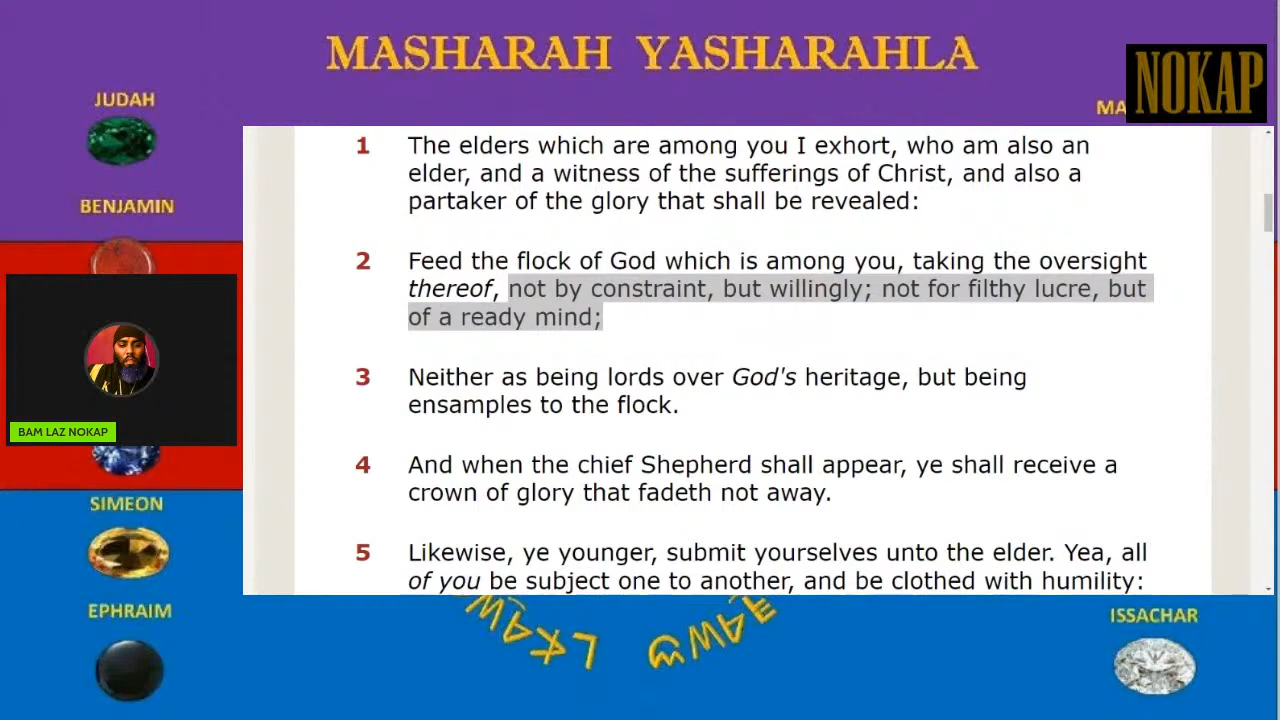 MASHARAH YASHARAHLA
NOKAP
JUDAH
MA
BENJAMIN
1 The elders which are among you I exhort, who am also an
elder, and a witness of the sufferings of Christ, and also a
partaker of the glory that shall be revealed:
2 Feed the flock of God which is among you, taking the oversight
thereof, not by constraint, but willingly; not for filthy lucre, but
of a ready mind;
3 Neither as being lords over God's heritage, but being
ensamples to the flock.
4 And when the chief Shepherd shall appear, ye shall receive a
crown of glory that fadeth not away.
5 Likewise, ye younger, submit yourselves unto the elder. Yea, all
of you be subject one to another, and be clothed with humility:
BAM LAZ NOKAP
SIMEON
EPHRAIM
ISSACHAR